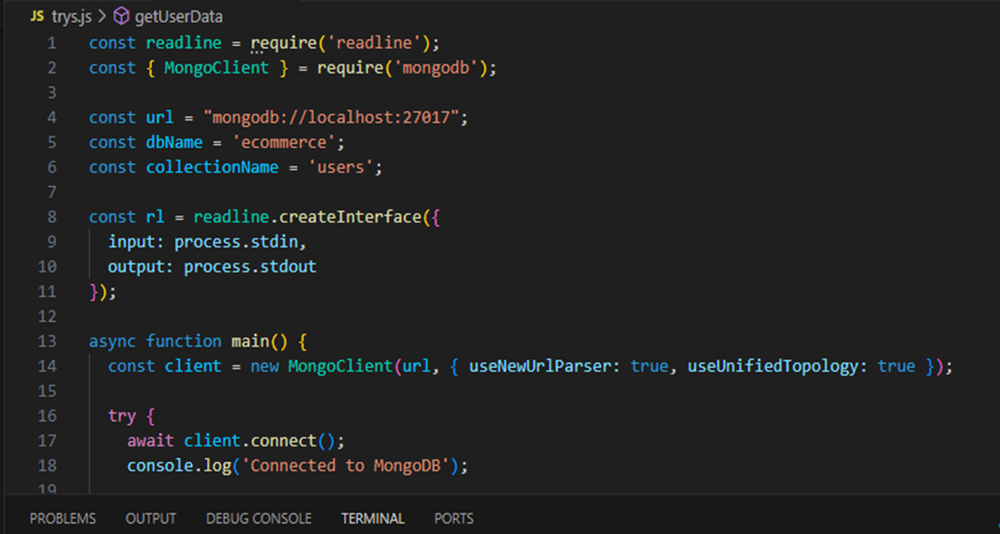 JS trys.js > getUserData
1 const readline = require('readline');
2 const { MongoClient } = require('mongodb');
3
4 const url = "mongodb://localhost:27017";
5 const dbName = 'ecommerce';
6 const collectionName = 'users';
7
8 const rl = readline.createInterface({
9   input: process.stdin,
10   output: process.stdout
11 });
12
13 async function main() {
14   const client = new MongoClient(url, { useNewUrlParser: true, useUnifiedTopology: true });
15
16   try {
17     await client.connect();
18     console.log('Connected to MongoDB');
19
PROBLEMS OUTPUT DEBUG CONSOLE TERMINAL PORTS